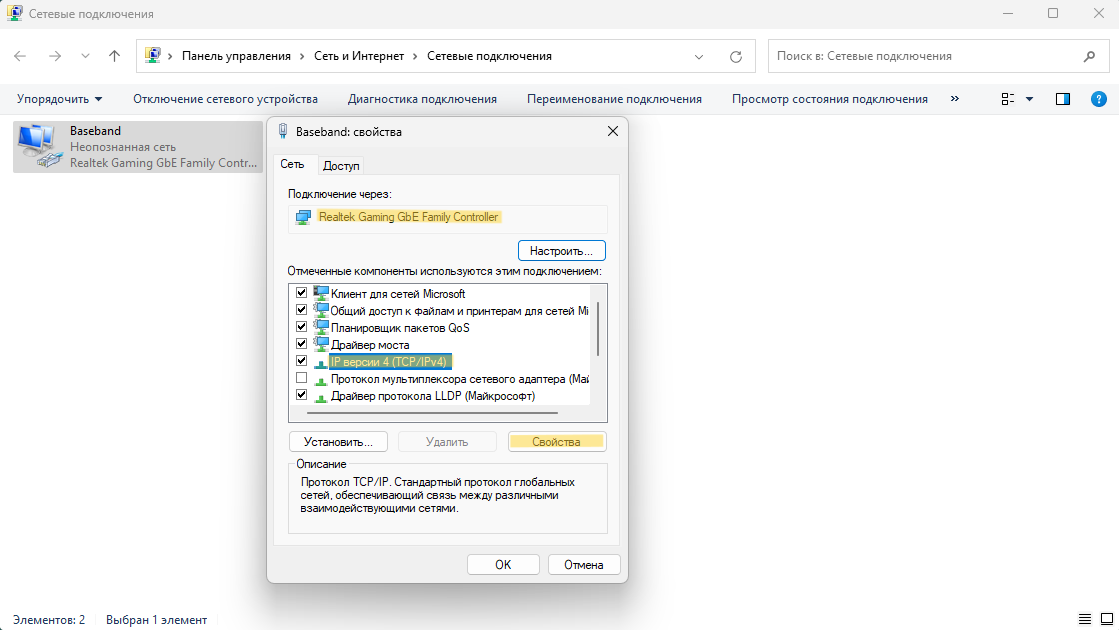 Сетевые подключения
Панель управления > Сеть и Интернет > Сетевые подключения
Поиск в: Сетевые подключения
Упорядочить
Отключение сетевого устройства
Диагностика подключения
Переименование подключения
Просмотр состояния подключения
»
?
Baseband
Неопознанная сеть
Realtek Gaming GbE Family Contr...
Baseband: свойства
Сеть
Доступ
Подключение через:
Realtek Gaming GbE Family Controller
Настроить...
Отмеченные компоненты используются этим подключением:
Клиент для сетей Microsoft
Общий доступ к файлам и принтерам для сетей Mi
Планировщик пакетов QoS
Драйвер моста
IP версии 4 (TCP/IPv4)
Протокол мультиплексора сетевого адаптера (Май
Драйвер протокола LLDP (Майкрософт)
Установить...
Удалить
Свойства
Описание
Протокол TCP/IP. Стандартный протокол глобальных
сетей, обеспечивающий связь между различными
взаимодействующими сетями.
OK
Отмена
Элементов: 2
Выбран 1 элемент